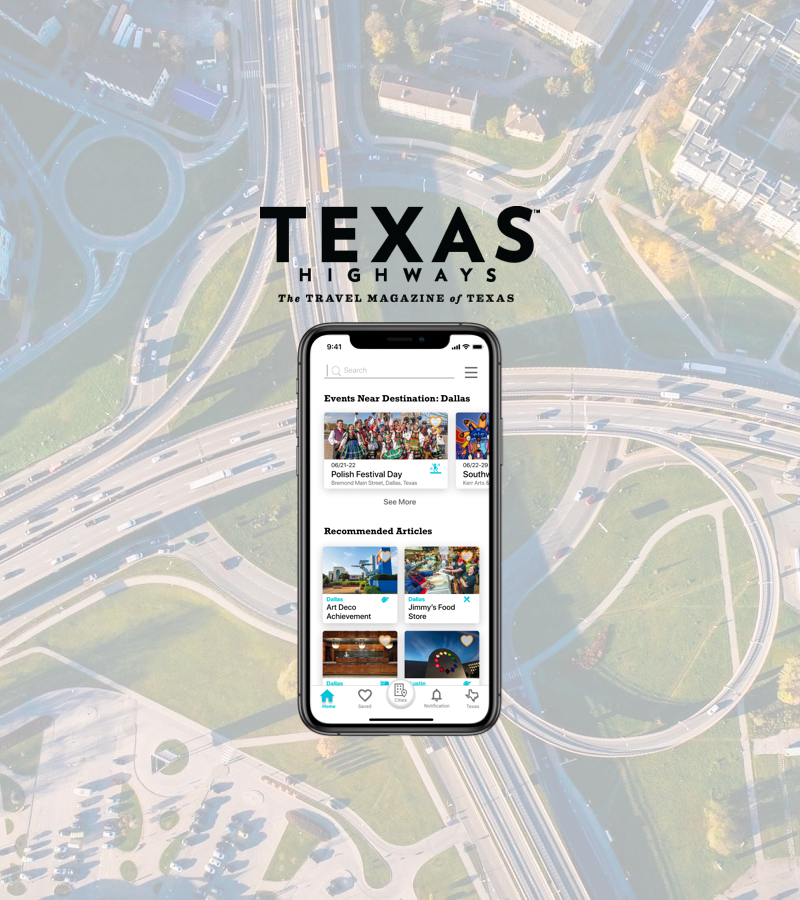 TEXAS™
HIGHWAYS
The TRAVEL MAGAZINE of TEXAS
9:41
Search
Events Near Destination: Dallas
06/21-22
Polish Festival Day
Bremond Main Street, Dallas, Texas
06/22-29
Southw
Kerr Arts &
See More
Recommended Articles
Dallas
Art Deco
Achievement
Dallas
Jimmy's Food
Store
Dallas
Austin
Home
Saved
Cities
Notification
Texas